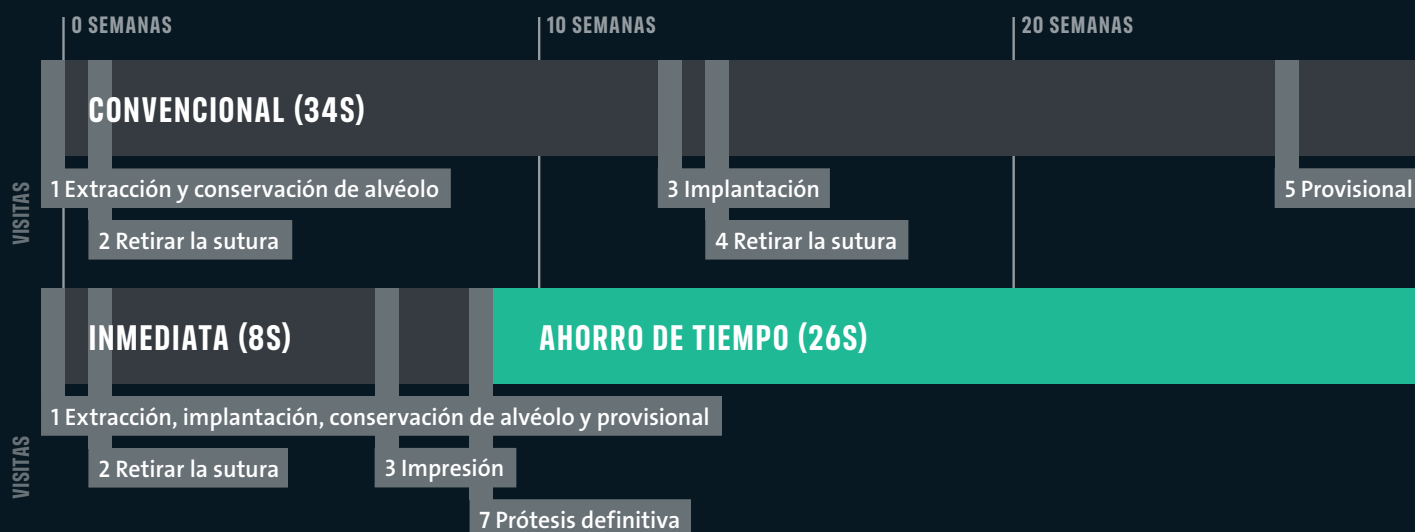 0 SEMANAS
10 SEMANAS
20 SEMANAS
CONVENCIONAL (34S)
VISITAS
1 Extracción y conservación de alvéolo
3 Implantación
5 Provisional
2 Retirar la sutura
4 Retirar la sutura
INMEDIATA (8S)
AHORRO DE TIEMPO (26S)
VISITAS
1 Extracción, implantación, conservación de alvéolo y provisional
2 Retirar la sutura
3 Impresión
7 Prótesis definitiva